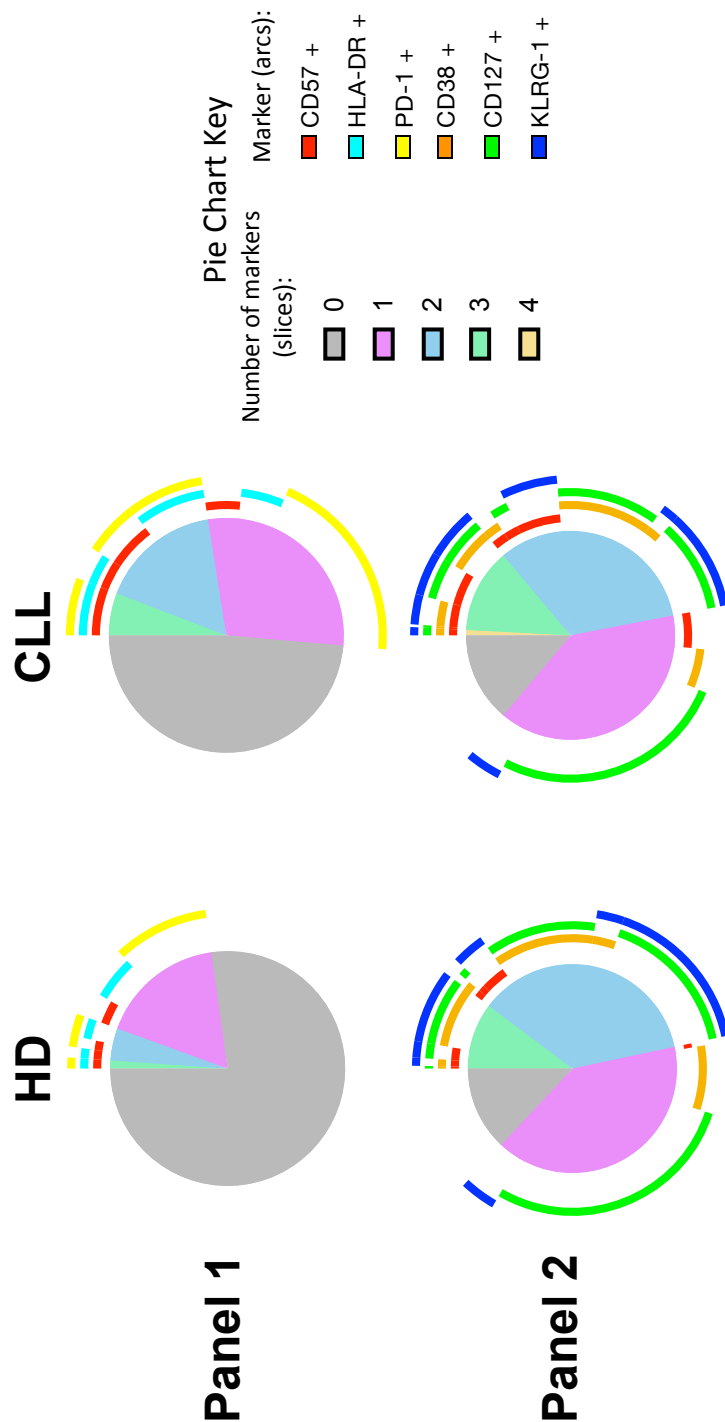 HD
CLL
Panel 1
Panel 2
Pie Chart Key
Number of markers
(slices):
0
1
2
3
4
Marker (arcs):
CD57 +
HLA-DR +
PD-1 +
CD38 +
CD127 +
KLRG-1 +